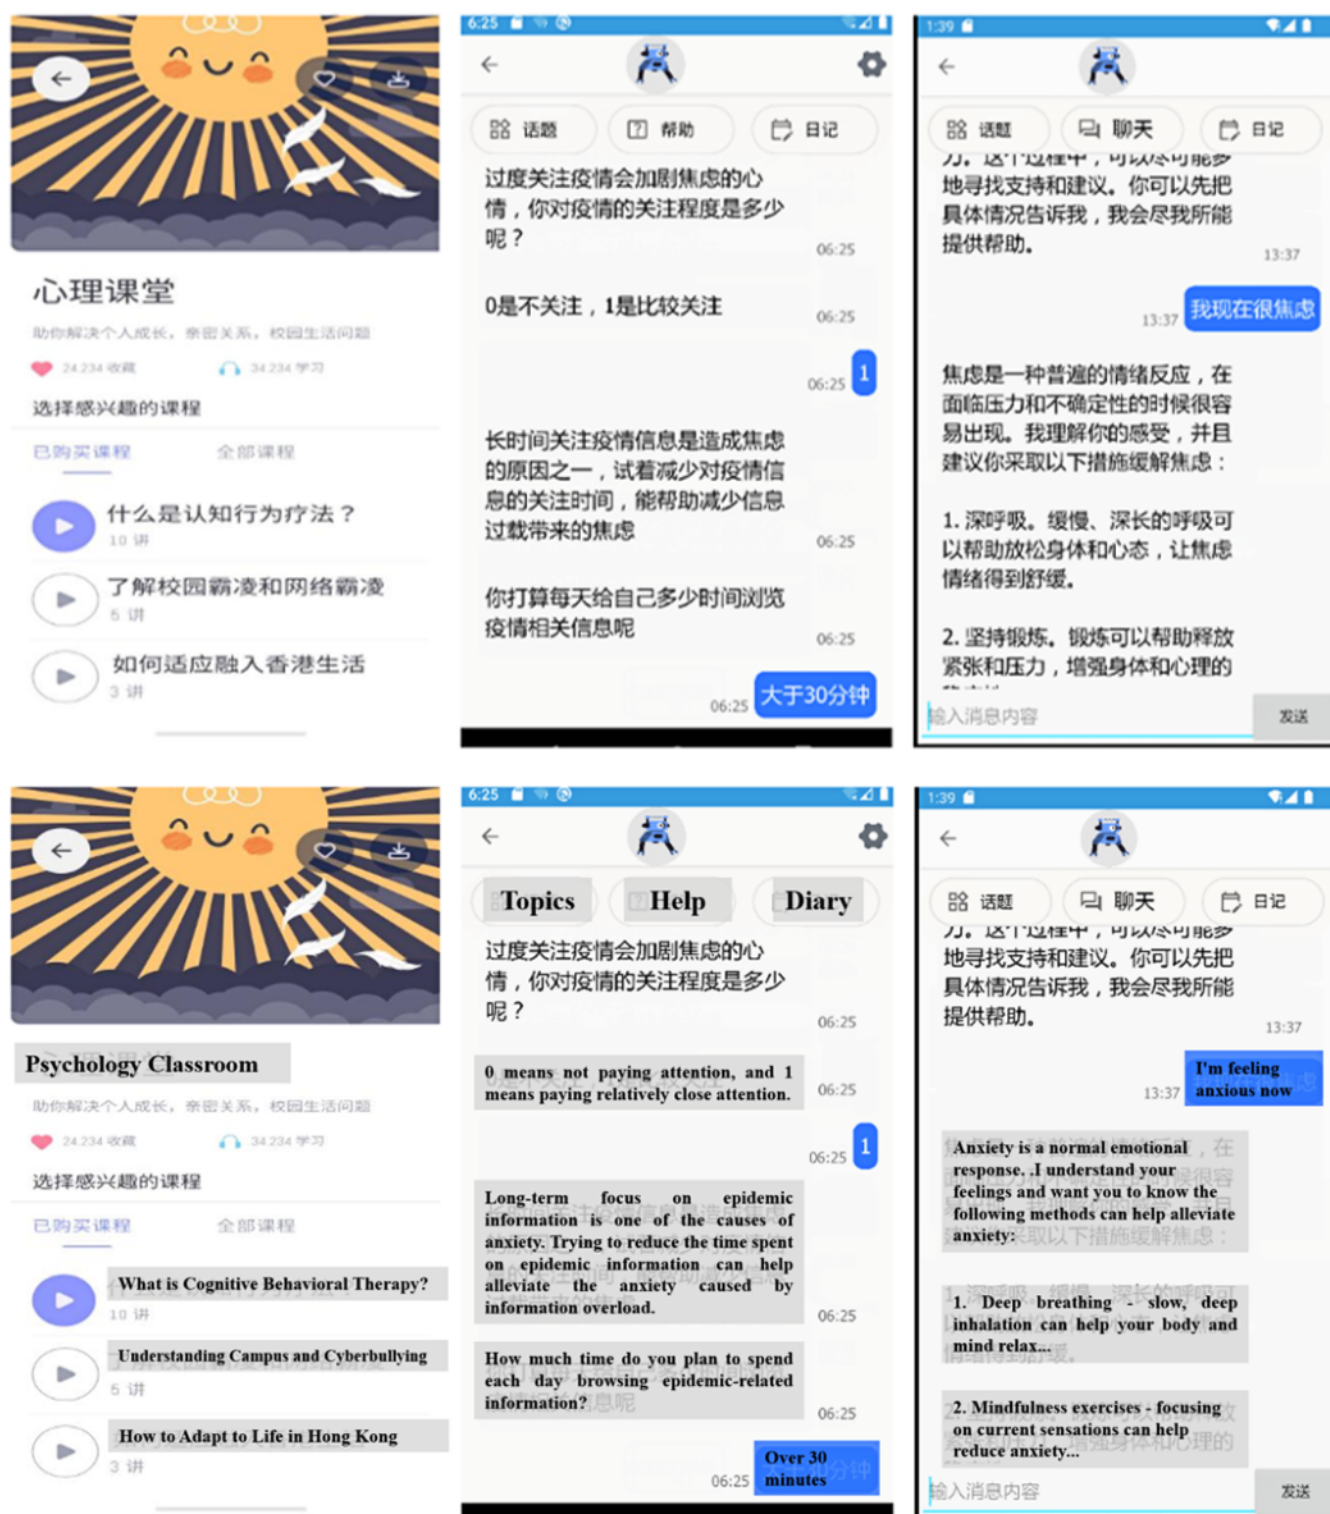 心理课堂
助你解决个人成长，亲密关系，校园生活问题
24.234 收藏
34.234 学习
选择感兴趣的课程
已购买课程
全部课程
什么是认知行为疗法？
10 讲
了解校园霸凌和网络霸凌
5 讲
如何适应融入香港生活
3 讲
6:25
话题
帮助
日记
过度关注疫情会加剧焦虑的心
情，你对疫情的关注程度是多少
呢？
06:25
0是不关注，1是比较关注
06:25
06:25
1
长时间关注疫情信息是造成焦虑
的原因之一，试着减少对疫情信
息的关注时间，能帮助减少信息
过载带来的焦虑
06:25
你打算每天给自己多少时间浏览
疫情相关信息呢
06:25
06:25
大于30分钟
1:39
话题
聊天
日记
力。这个过程中，可以尽可能多
地寻找支持和建议。你可以先把
具体情况告诉我，我会尽我所能
提供帮助。
13:37
13:37
我现在很焦虑
焦虑是一种普遍的情绪反应，在
面临压力和不确定性的时候很容
易出现。我理解你的感受，并且
建议你采取以下措施缓解焦虑：
1. 深呼吸。缓慢、深长的呼吸可
以帮助放松身体和心态，让焦虑
情绪得到舒缓。
2. 坚持锻炼。锻炼可以帮助释放
紧张和压力，增强身体和心理的
输入消息内容
发送
Psychology Classroom
助你解决个人成长，亲密关系，校园生活问题
24.234 收藏
34.234 学习
选择感兴趣的课程
已购买课程
全部课程
What is Cognitive Behavioral Therapy?
10 讲
Understanding Campus and Cyberbullying
5 讲
How to Adapt to Life in Hong Kong
3 讲
6:25
Topics
Help
Diary
过度关注疫情会加剧焦虑的心
情，你对疫情的关注程度是多少
呢？
06:25
0 means not paying attention, and 1
means paying relatively close attention.
06:25
06:25
1
Long-term focus on epidemic
information is one of the causes of
anxiety. Trying to reduce the time spent
on epidemic information can help
alleviate the anxiety caused by
information overload.
06:25
How much time do you plan to spend
each day browsing epidemic-related
information?
06:25
06:25
Over 30
minutes
1:39
话题
聊天
日记
力。这个过程中，可以尽可能多
地寻找支持和建议。你可以先把
具体情况告诉我，我会尽我所能
提供帮助。
13:37
13:37
I'm feeling
anxious now
Anxiety is a normal emotional
response. .I understand your
feelings and want you to know the
following methods can help alleviate
anxiety:
1. Deep breathing - slow, deep
inhalation can help your body and
mind relax...
2. Mindfulness exercises - focusing
on current sensations can help
reduce anxiety...
输入消息内容
发送